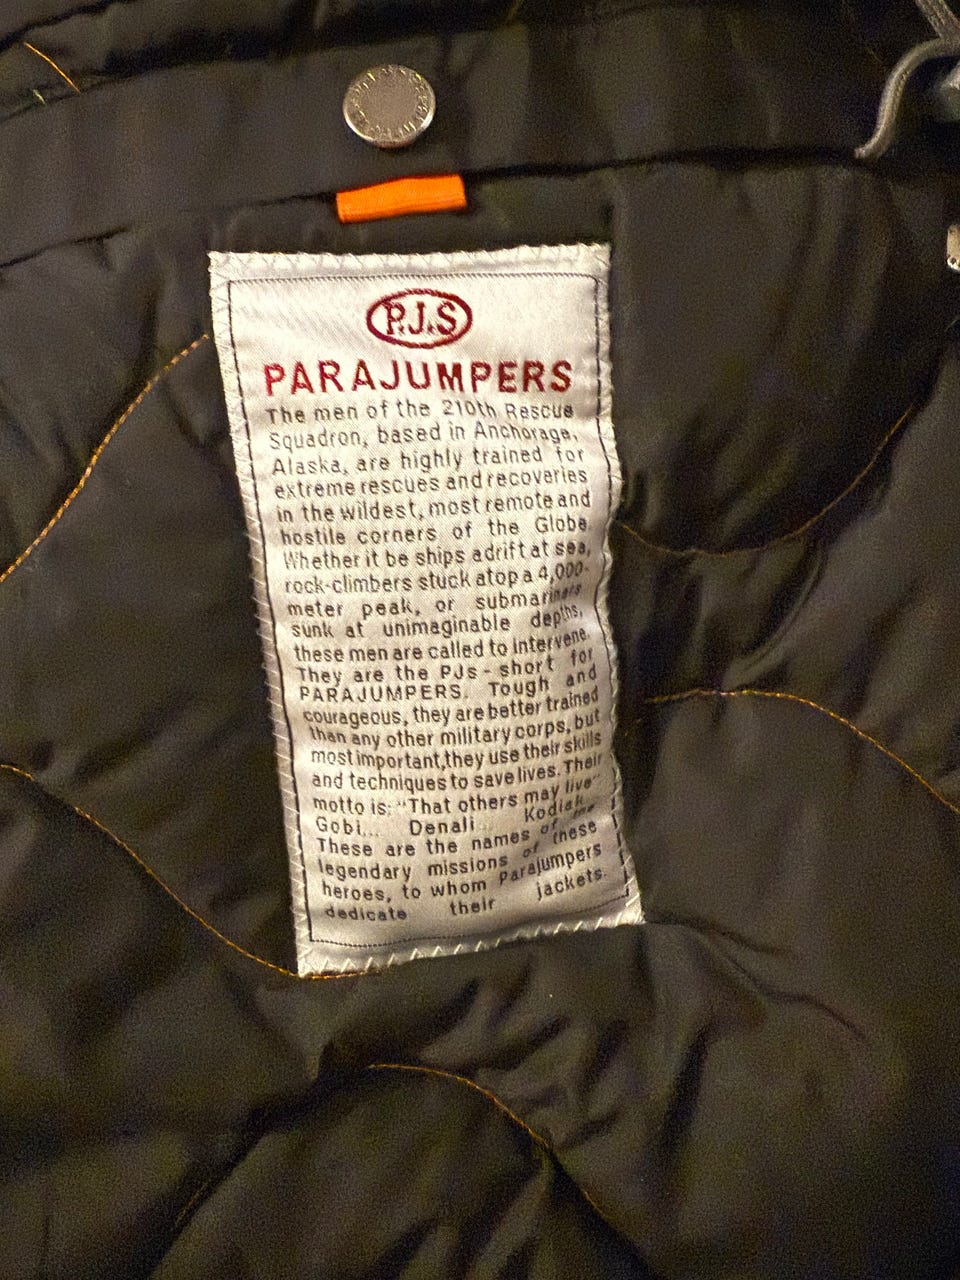 P.J.S
PARAJUMPERS
The men of the 210th Rescue
Squadron, based in Anchorage,
Alaska, are highly trained for
extreme rescues and recoveries
in the wildest, most remote and
hostile corners of the Globe.
Whether it be ships adrift at sea,
rock-climbers stuck atop a 4,000-
meter peak, or submariners
sunk at unimaginable depths,
these men are called to intervene.
They are the PJs - short for
PARAJUMPERS. Tough and
courageous, they are better trained
than any other military corps, but
most important,they use their skills
and techniques to save lives. Their
motto is: "That others may live"
Gobi... Denali... Kodiak...
These are the names of the
legendary missions of these
heroes, to whom Parajumpers
dedicate their jackets.